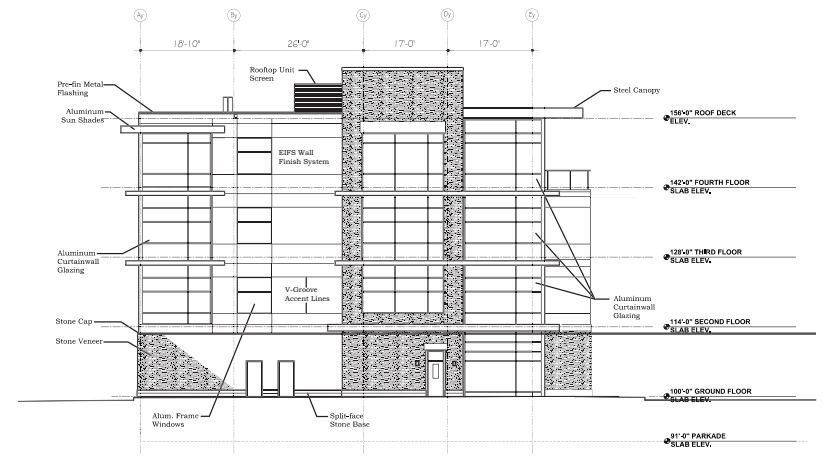 Ay
By
Cy
Dy
Ey
18'-10"
26'-0"
17'-0"
17'-0"
Rooftop Unit
Screen
Pre-fin Metal
Flashing
Steel Canopy
Aluminum
Sun Shades
156'-0" ROOF DECK
ELEV.
EIFS Wall
Finish System
142'-0" FOURTH FLOOR
SLAB ELEV.
128'-0" THIRD FLOOR
SLAB ELEV.
Aluminum
Curtainwall
Glazing
V-Groove
Accent Lines
Aluminum
Curtainwall
Glazing
Stone Cap
114'-0" SECOND FLOOR
SLAB ELEV.
Stone Veneer
100'-0" GROUND FLOOR
SLAB ELEV.
Alum. Frame
Windows
Split-face
Stone Base
91'-0" PARKADE
SLAB ELEV.